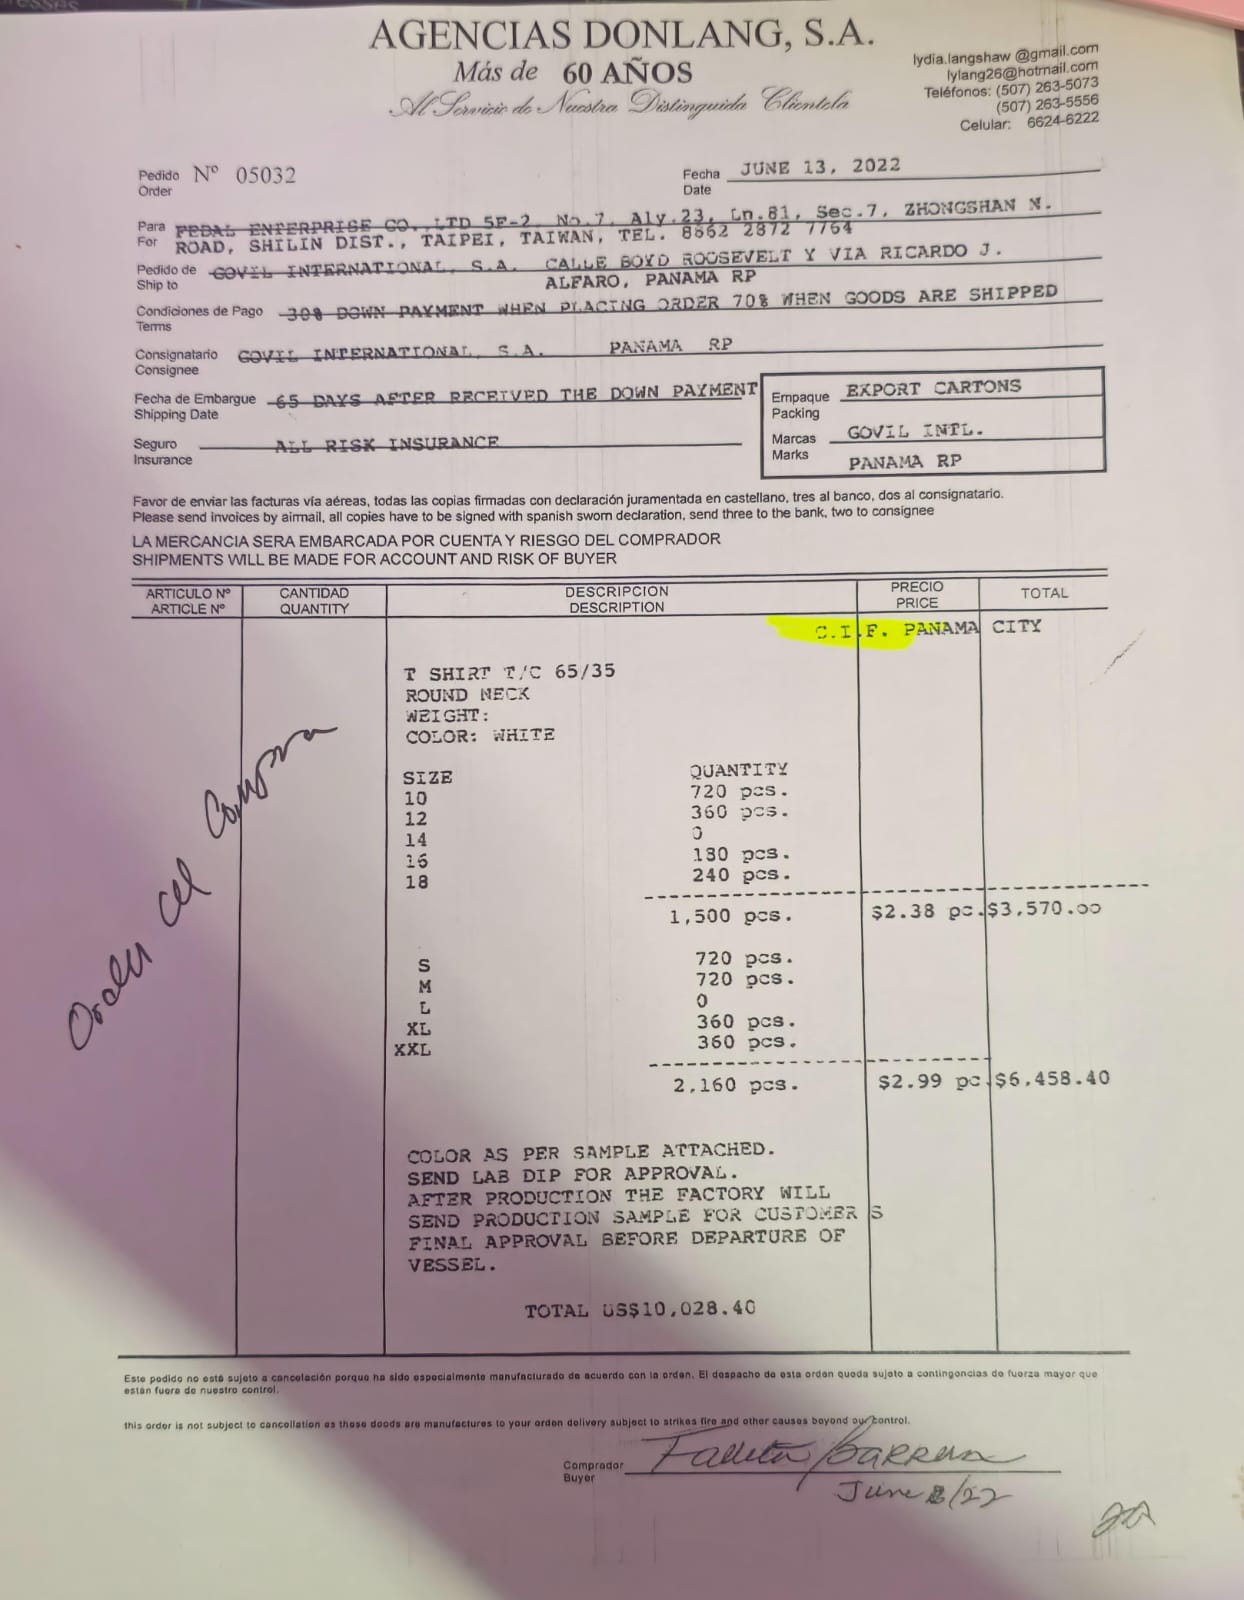 AGENCIAS DONLANG, S.A.
Más de 60 AÑOS
Al Servicio de Nuestra Distinguida Clientela
lydia.langshaw @gmail.com
lylang26@hotmail.com
Teléfonos: (507) 263-5073
(507) 263-5556
Celular: 6624-6222
Pedido Nº 05032
Order
Fecha JUNE 13, 2022
Date
Para PEDAL ENTERPRISE CO., LTD 5F-2, No.7, Aly.23, Ln.81, Sec.7, ZHONGSHAN N.
For ROAD, SHILIN DIST., TAIPEI, TAIWAN, TEL. 8862 2872 7764
Pedido de GOVIL INTERNATIONAL, S.A. CALLE BOYD ROOSEVELT Y VIA RICARDO J.
Ship to ALFARO, PANAMA RP
Condiciones de Pago 30% DOWN PAYMENT WHEN PLACING ORDER 70% WHEN GOODS ARE SHIPPED
Terms
Consignatario GOVIL INTERNATIONAL, S.A. PANAMA RP
Consignee
Fecha de Embargue 65 DAYS AFTER RECEIVED THE DOWN PAYMENT
Shipping Date
Seguro ALL RISK INSURANCE
Insurance
Empaque EXPORT CARTONS
Packing
Marcas GOVIL INTL.
Marks PANAMA RP
Favor de enviar las facturas vía aéreas, todas las copias firmadas con declaración juramentada en castellano, tres al banco, dos al consignatario.
Please send invoices by airmail, all copies have to be signed with spanish sworn declaration, send three to the bank, two to consignee
LA MERCANCIA SERA EMBARCADA POR CUENTA Y RIESGO DEL COMPRADOR
SHIPMENTS WILL BE MADE FOR ACCOUNT AND RISK OF BUYER
ARTICULO Nº CANTIDAD DESCRIPCION PRECIO TOTAL
ARTICLE Nº QUANTITY DESCRIPTION PRICE
C.I.F. PANAMA CITY
T SHIRT T/C 65/35
ROUND NECK
WEIGHT:
COLOR: WHITE
SIZE QUANTITY
10 720 pcs.
12 360 pcs.
14 0
16 180 pcs.
18 240 pcs.
1,500 pcs. $2.38 pc. $3,570.00
S 720 pcs.
M 720 pcs.
L 0
XL 360 pcs.
XXL 360 pcs.
2,160 pcs. $2.99 pc $6,458.40
Orden de Compra
COLOR AS PER SAMPLE ATTACHED.
SEND LAB DIP FOR APPROVAL.
AFTER PRODUCTION THE FACTORY WILL
SEND PRODUCTION SAMPLE FOR CUSTOMER S
FINAL APPROVAL BEFORE DEPARTURE OF
VESSEL.
TOTAL US$10,028.40
Este pedido no está sujeto a cancelación porque ha sido especialmente manufacturado de acuerdo con la orden. El despacho de esta orden queda sujeto a contingencias de fuerza mayor que
están fuera de nuestro control.
this order is not subject to cancellation as these doods are manufactures to your orden delivery subject to strikes fire and other causes beyond our control.
Comprador
Buyer